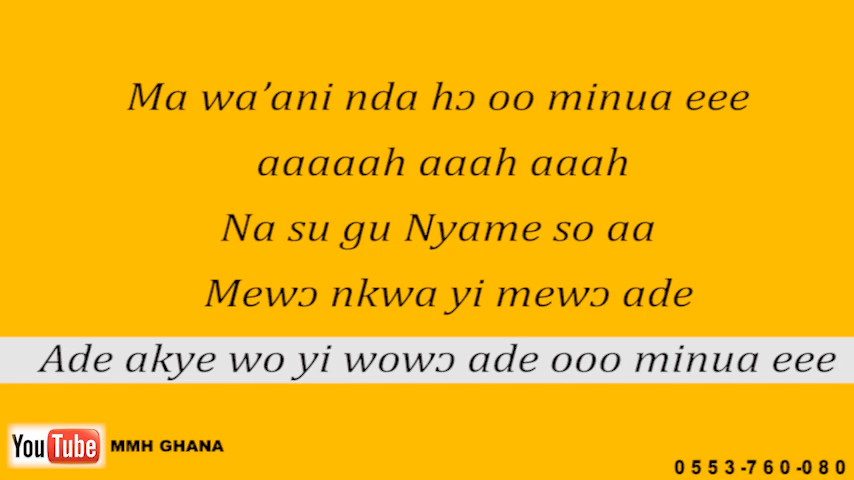 Ma wa'ani nda hɔ oo minua eee
aaaaah aaah aaah
Na su gu Nyame so aa
Mewɔ nkwa yi mewɔ ade
Ade akye wo yi wowɔ ade ooo minua eee
YouTube MMH GHANA
0553-760-080